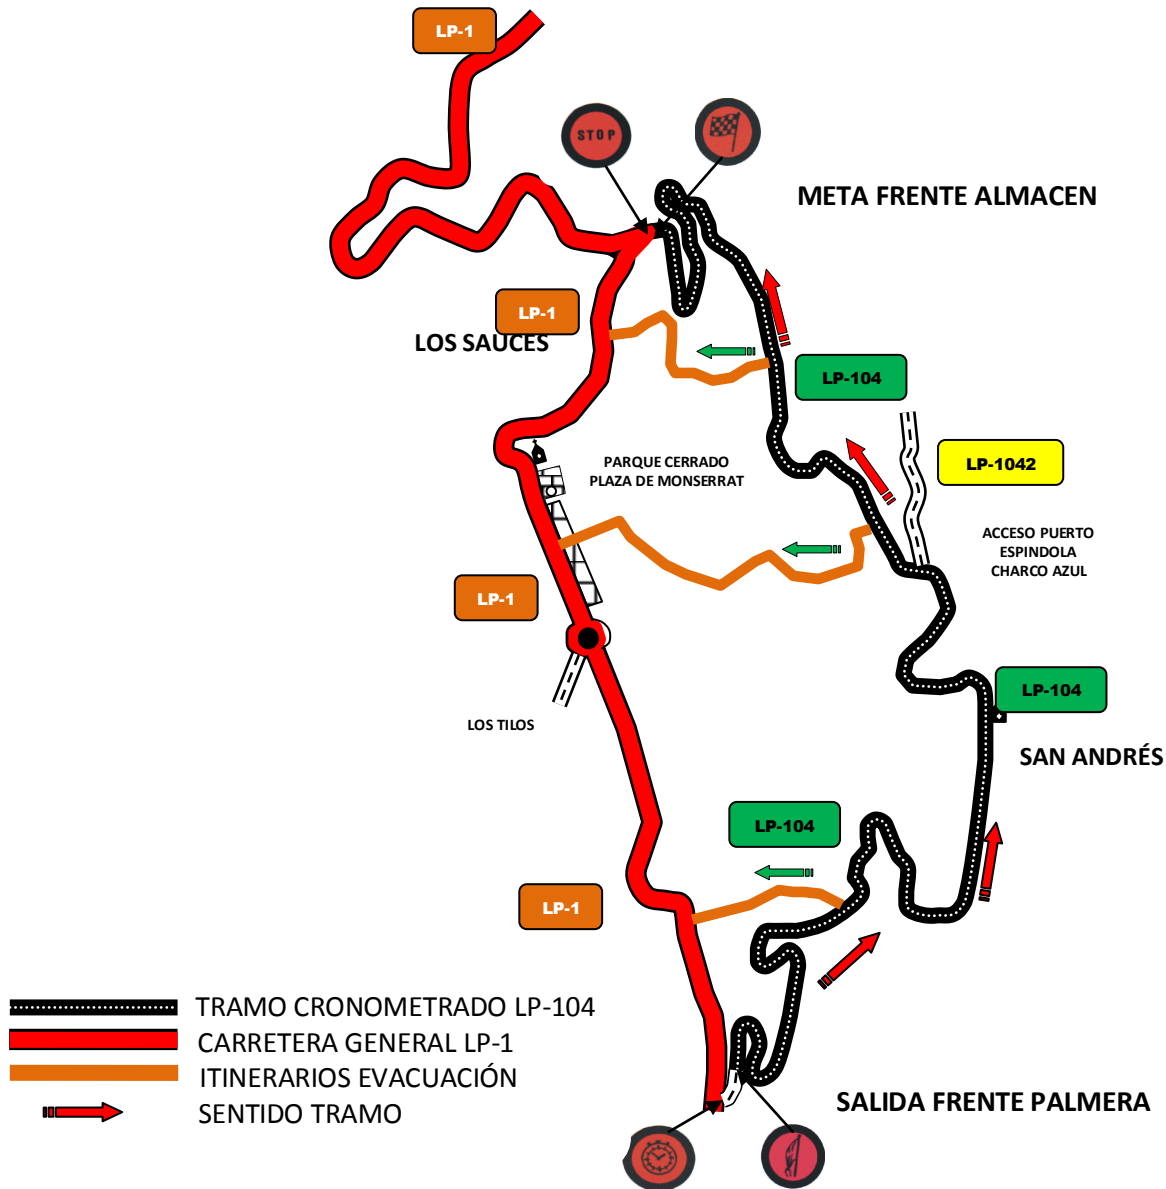 LP-1
STOP
META FRENTE ALMACEN
LP-1
LOS SAUCES
LP-104
PARQUE CERRADO
PLAZA DE MONSERRAT
LP-1042
ACCESO PUERTO
ESPINDOLA
CHARCO AZUL
LP-1
LP-104
LOS TILOS
SAN ANDRÉS
LP-104
LP-1
TRAMO CRONOMETRADO LP-104
CARRETERA GENERAL LP-1
ITINERARIOS EVACUACIÓN
SENTIDO TRAMO
SALIDA FRENTE PALMERA